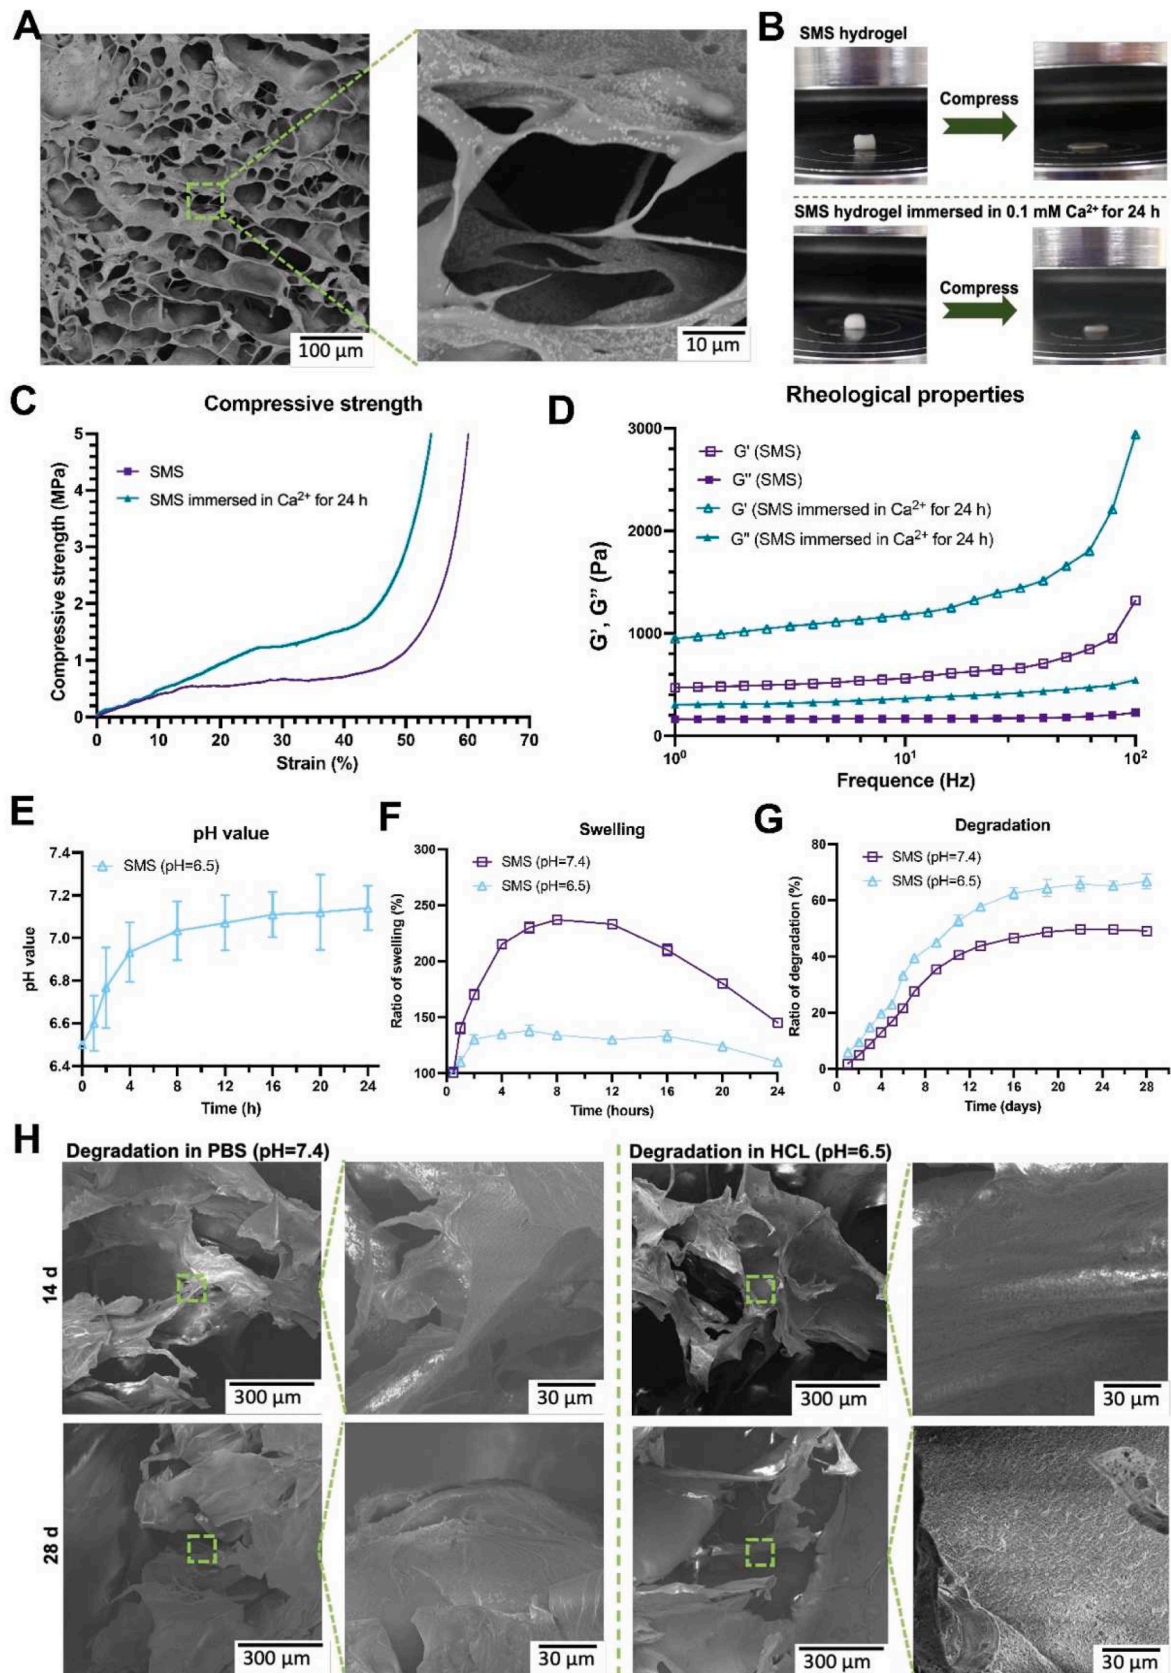 A
100 µm
10 µm
B
SMS hydrogel
Compress
SMS hydrogel immersed in 0.1 mM Ca²⁺ for 24 h
Compress
C
Compressive strength
Compressive strength (MPa)
5
4
3
2
1
0
SMS
SMS immersed in Ca²⁺ for 24 h
0 10 20 30 40 50 60 70
Strain (%)
D
Rheological properties
G', G'' (Pa)
3000
2000
1000
0
G' (SMS)
G'' (SMS)
G' (SMS immersed in Ca²⁺ for 24 h)
G'' (SMS immersed in Ca²⁺ for 24 h)
10⁰ 10¹ 10²
Frequence (Hz)
E
pH value
pH value
7.4
7.2
7.0
6.8
6.6
6.4
SMS (pH=6.5)
0 4 8 12 16 20 24
Time (h)
F
Swelling
Ratio of swelling (%)
300
250
200
150
100
SMS (pH=7.4)
SMS (pH=6.5)
0 2 4 6 8 10 12 14 16 18 20 22 24
Time (hours)
G
Degradation
Ratio of degradation (%)
80
60
40
20
0
SMS (pH=7.4)
SMS (pH=6.5)
0 4 8 12 16 20 24 28
Time (days)
H
Degradation in PBS (pH=7.4)
Degradation in HCL (pH=6.5)
14 d
300 µm
30 µm
300 µm
30 µm
28 d
300 µm
30 µm
300 µm
30 µm